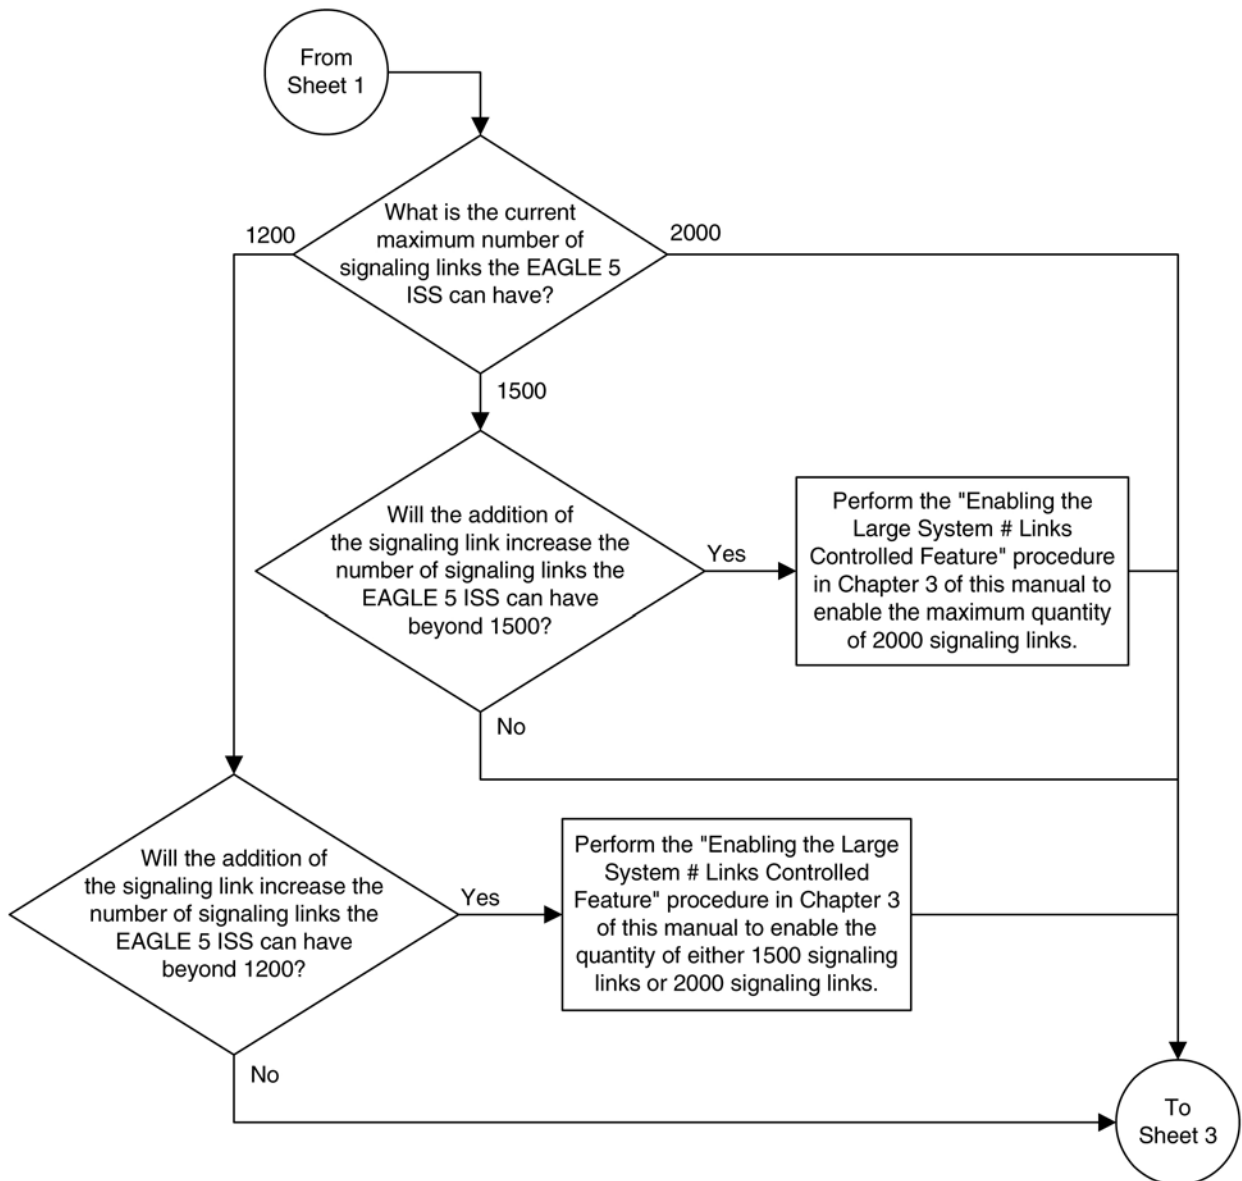 From
Sheet 1
What is the current
maximum number of
signaling links the EAGLE 5
ISS can have?
1200
2000
1500
Will the addition of
the signaling link increase the
number of signaling links the
EAGLE 5 ISS can have
beyond 1500?
Yes
Perform the "Enabling the
Large System # Links
Controlled Feature" procedure
in Chapter 3 of this manual to
enable the maximum quantity
of 2000 signaling links.
No
Will the addition of
the signaling link increase the
number of signaling links the
EAGLE 5 ISS can have
beyond 1200?
Yes
Perform the "Enabling the Large
System # Links Controlled
Feature" procedure in Chapter 3
of this manual to enable the
quantity of either 1500 signaling
links or 2000 signaling links.
No
To
Sheet 3